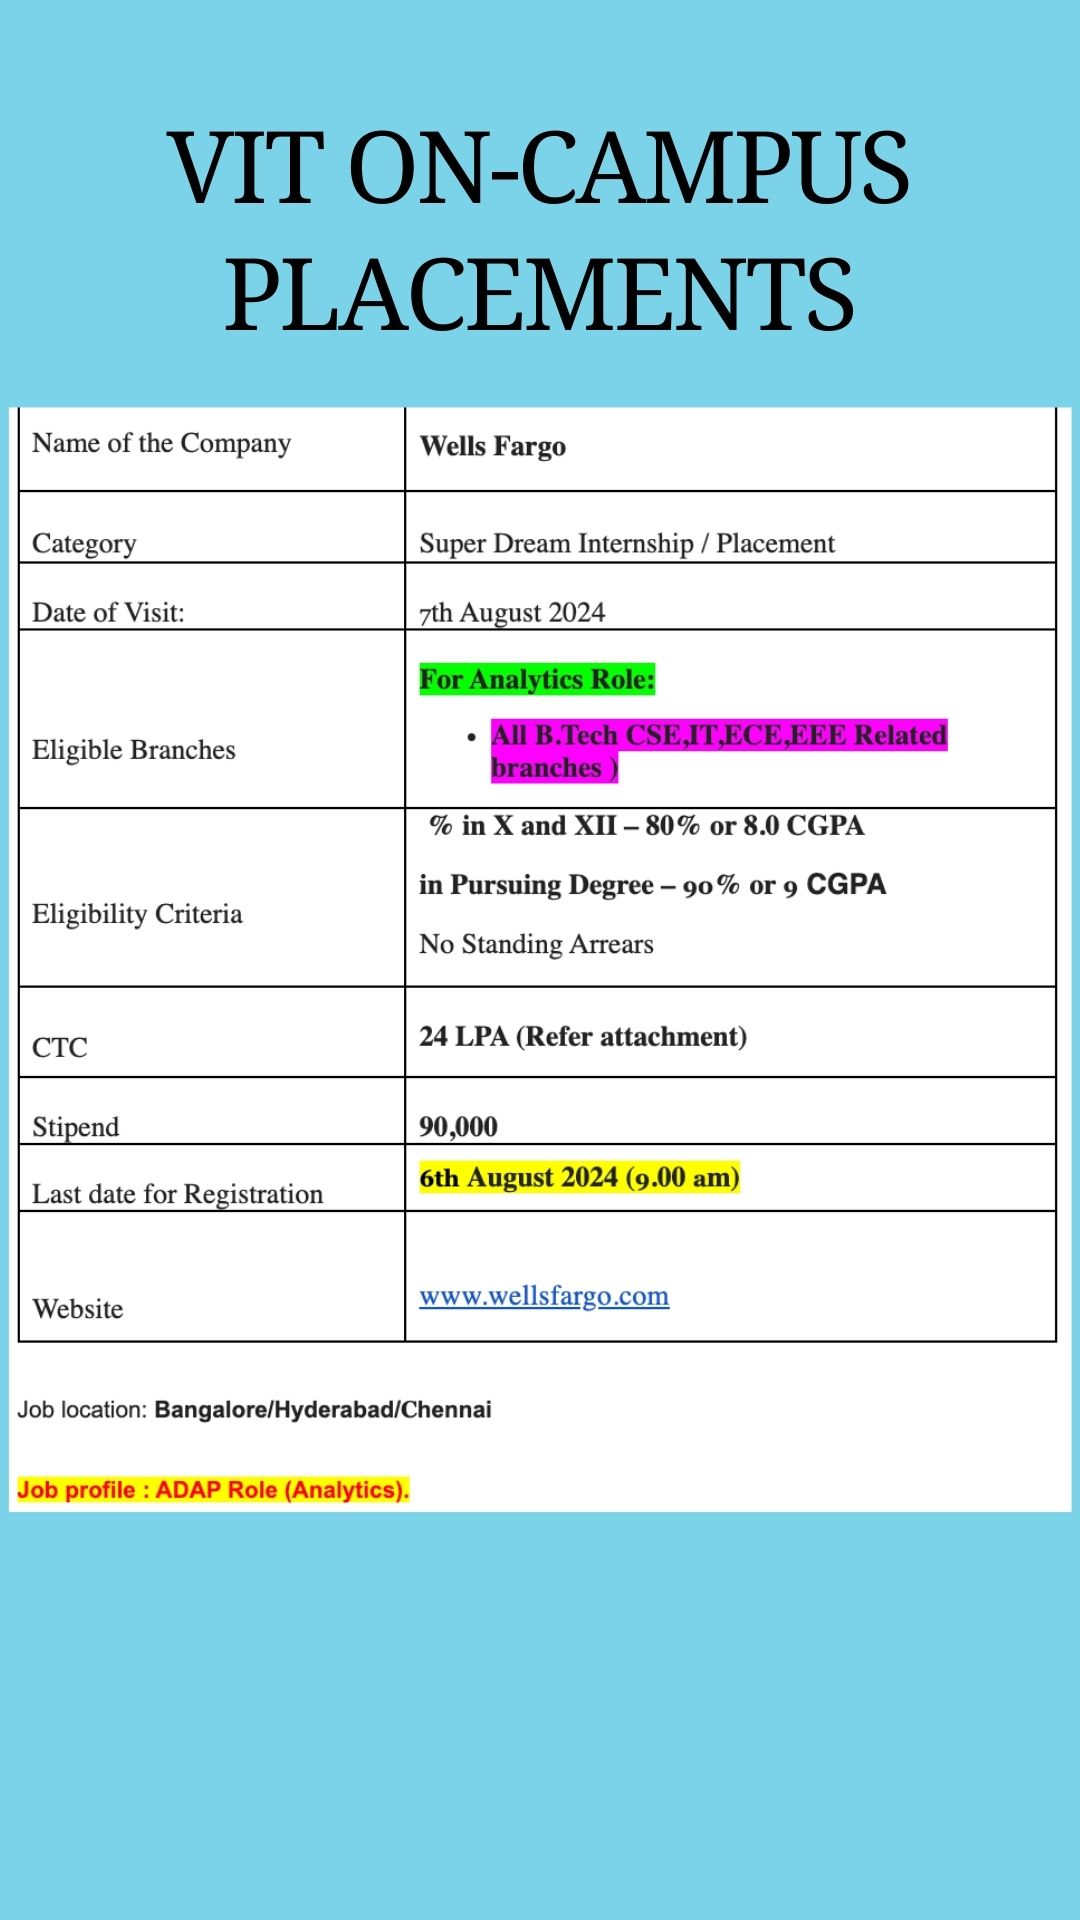 VIT ON-CAMPUS
PLACEMENTS
Name of the Company
Wells Fargo
Category
Super Dream Internship / Placement
Date of Visit:
7th August 2024
Eligible Branches
For Analytics Role:
• All B.Tech CSE,IT,ECE,EEE Related
branches )
Eligibility Criteria
% in X and XII – 80% or 8.0 CGPA
in Pursuing Degree – 90% or 9 CGPA
No Standing Arrears
CTC
24 LPA (Refer attachment)
Stipend
90,000
Last date for Registration
6th August 2024 (9.00 am)
Website
www.wellsfargo.com
Job location: Bangalore/Hyderabad/Chennai
Job profile : ADAP Role (Analytics).